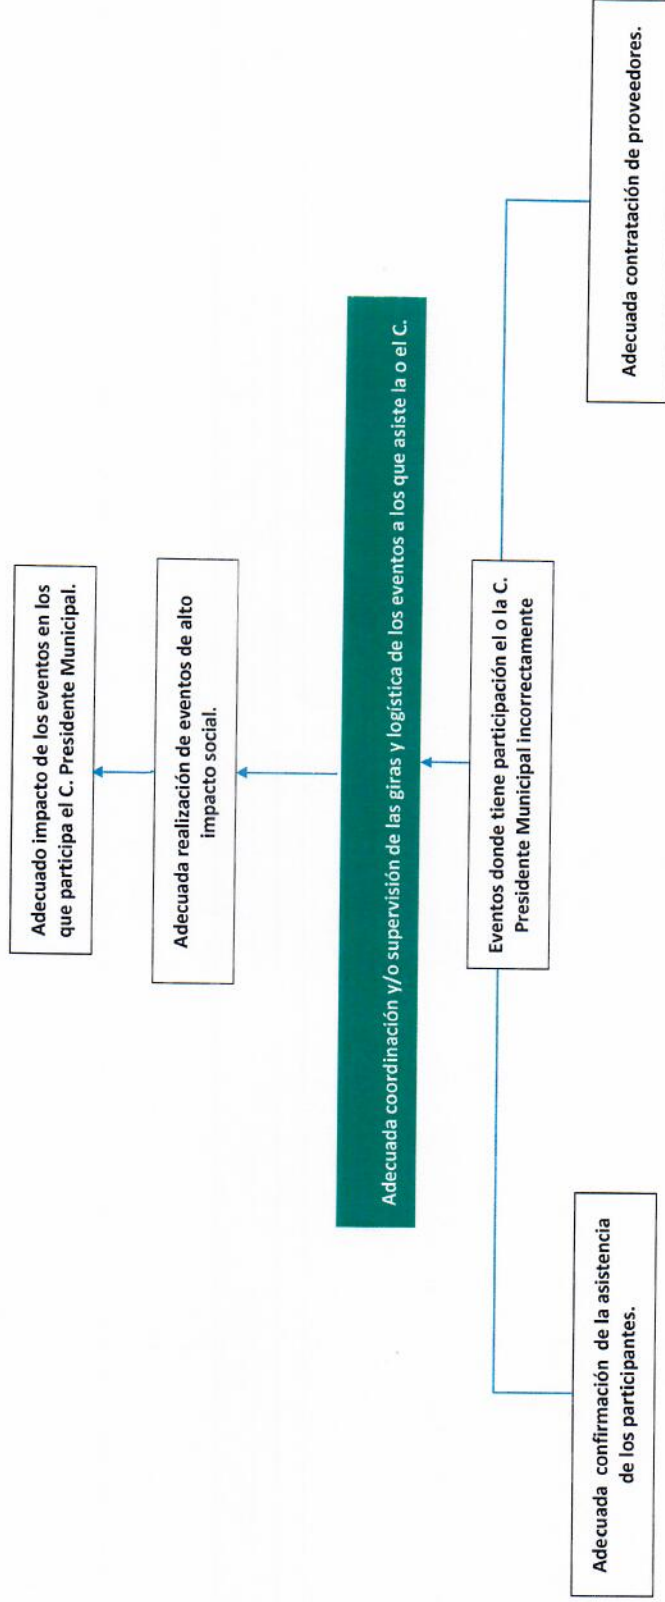 Adecuado impacto de los eventos en los
que participa el C. Presidente Municipal.
Adecuada realización de eventos de alto
impacto social.
Adecuada coordinación y/o supervisión de las giras y logística de los eventos a los que asiste la o el C.
Eventos donde tiene participación el o la C.
Presidente Municipal incorrectamente
Adecuada confirmación de la asistencia
de los participantes.
Adecuada contratación de proveedores.